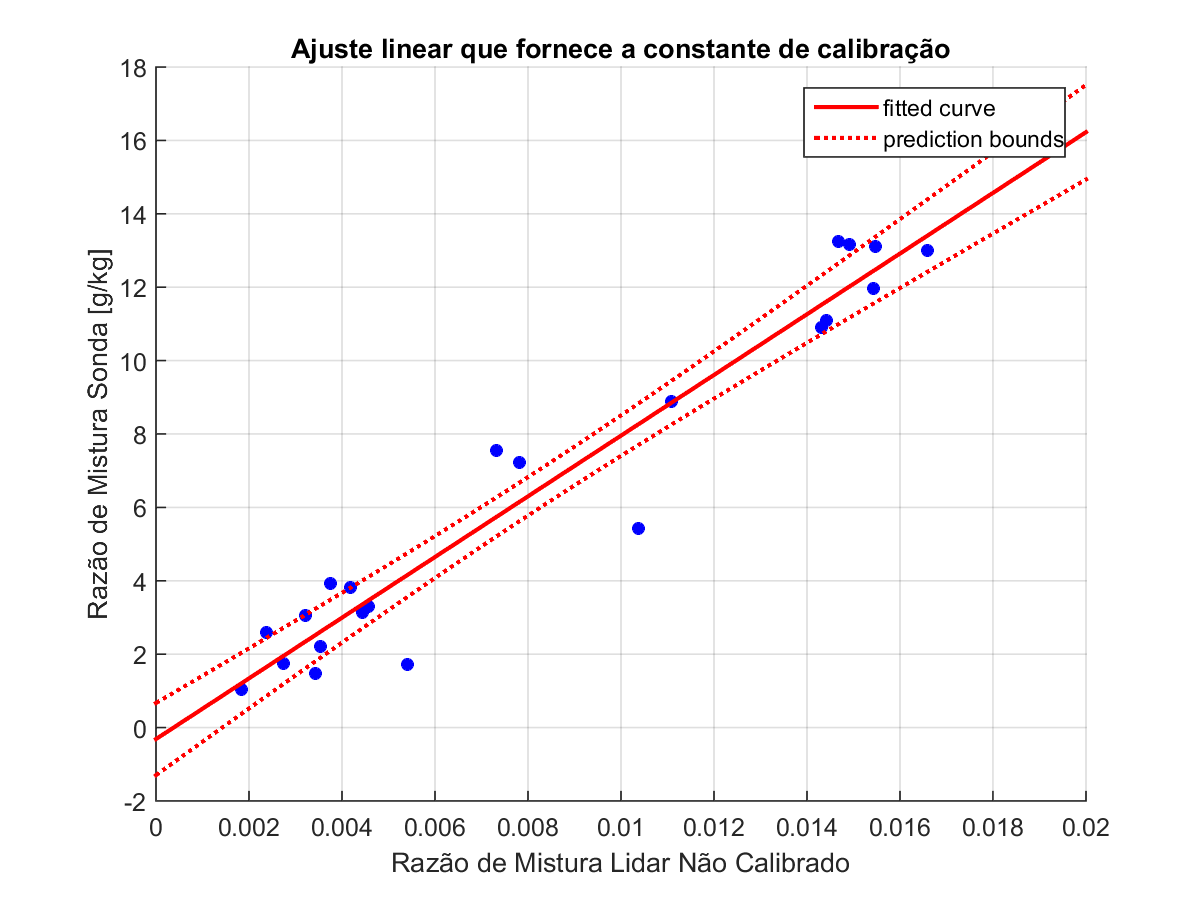 Ajuste linear que fornece a constante de calibração
18
16
14
12
10
8
6
4
2
0
-2
fitted curve
prediction bounds
Razão de Mistura Sonda [g/kg]
0 0.002 0.004 0.006 0.008 0.01 0.012 0.014 0.016 0.018 0.02
Razão de Mistura Lidar Não Calibrado